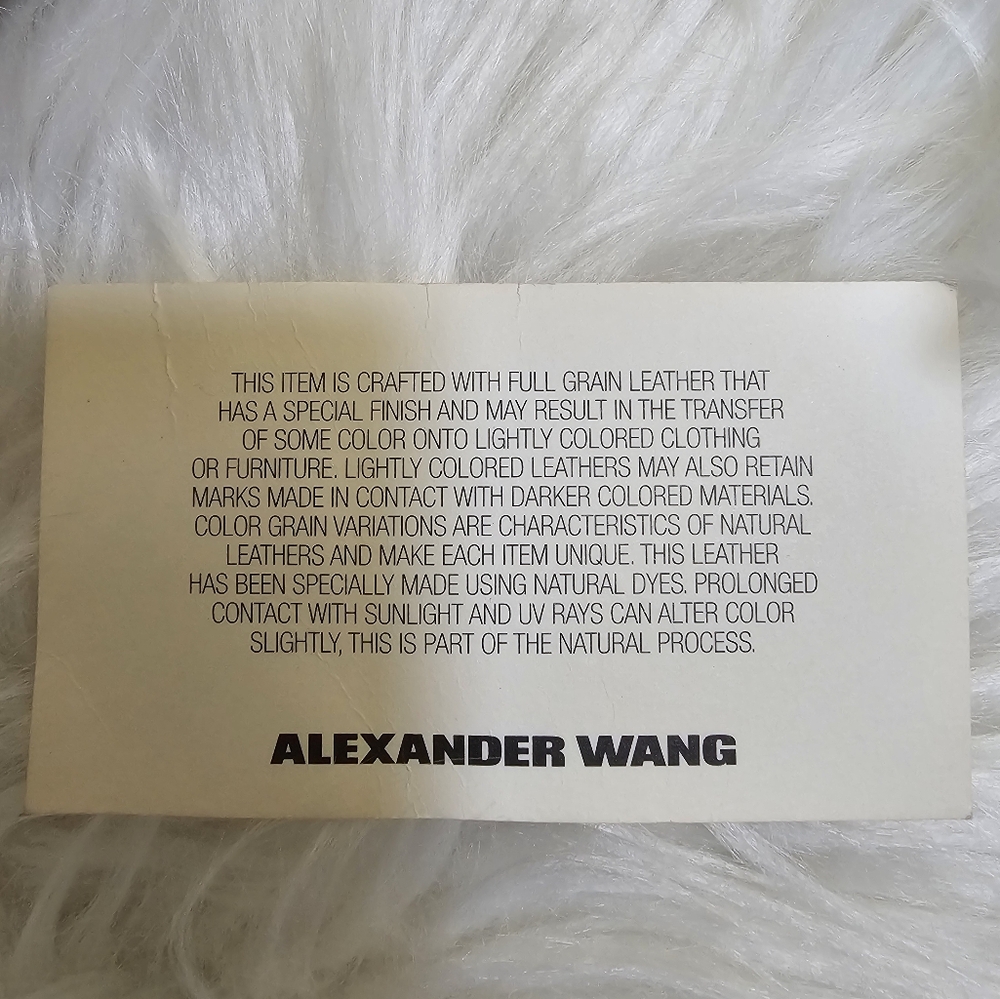 THIS ITEM IS CRAFTED WITH FULL GRAIN LEATHER THAT
HAS A SPECIAL FINISH AND MAY RESULT IN THE TRANSFER
OF SOME COLOR ONTO LIGHTLY COLORED CLOTHING
OR FURNITURE. LIGHTLY COLORED LEATHERS MAY ALSO RETAIN
MARKS MADE IN CONTACT WITH DARKER COLORED MATERIALS.
COLOR GRAIN VARIATIONS ARE CHARACTERISTICS OF NATURAL
LEATHERS AND MAKE EACH ITEM UNIQUE. THIS LEATHER
HAS BEEN SPECIALLY MADE USING NATURAL DYES. PROLONGED
CONTACT WITH SUNLIGHT AND UV RAYS CAN ALTER COLOR
SLIGHTLY, THIS IS PART OF THE NATURAL PROCESS.
ALEXANDER WANG